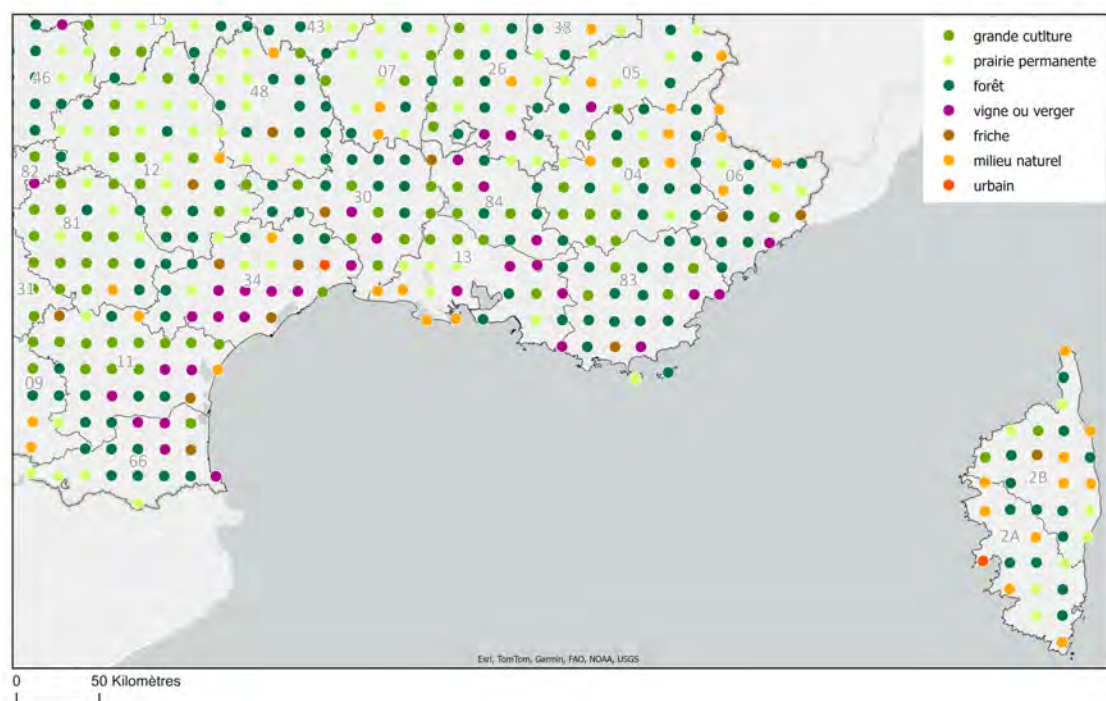 15
43
38
46
48
07
26
05
82
12
30
84
04
06
81
13
34
83
31
11
09
66
2B
2A
grande cutlture
prairie permanente
forêt
vigne ou verger
friche
milieu naturel
urbain
Esri, TomTom, Garmin, FAO, NOAA, USGS
0 50 Kilomètres